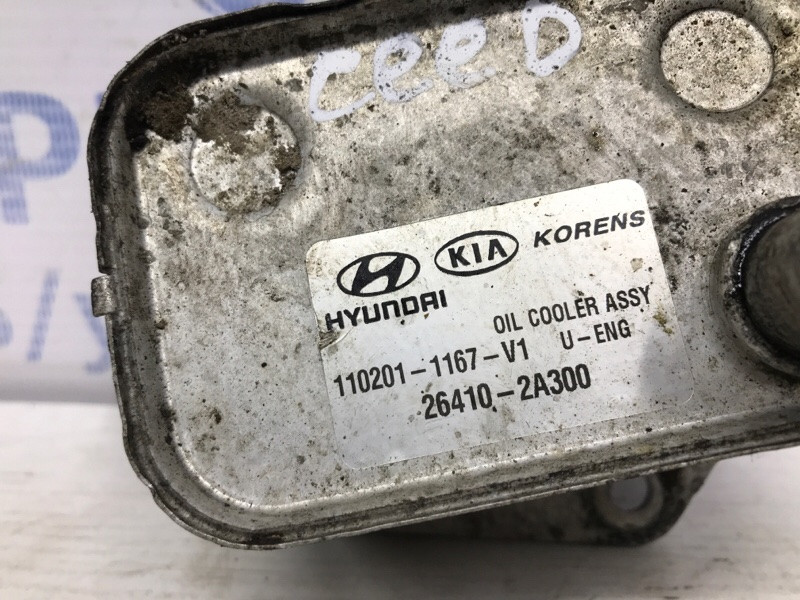 ceeD
HYUNDAI KIA KORENS
OIL COOLER ASSY
110201-1167-V1 U-ENG
26410-2A300